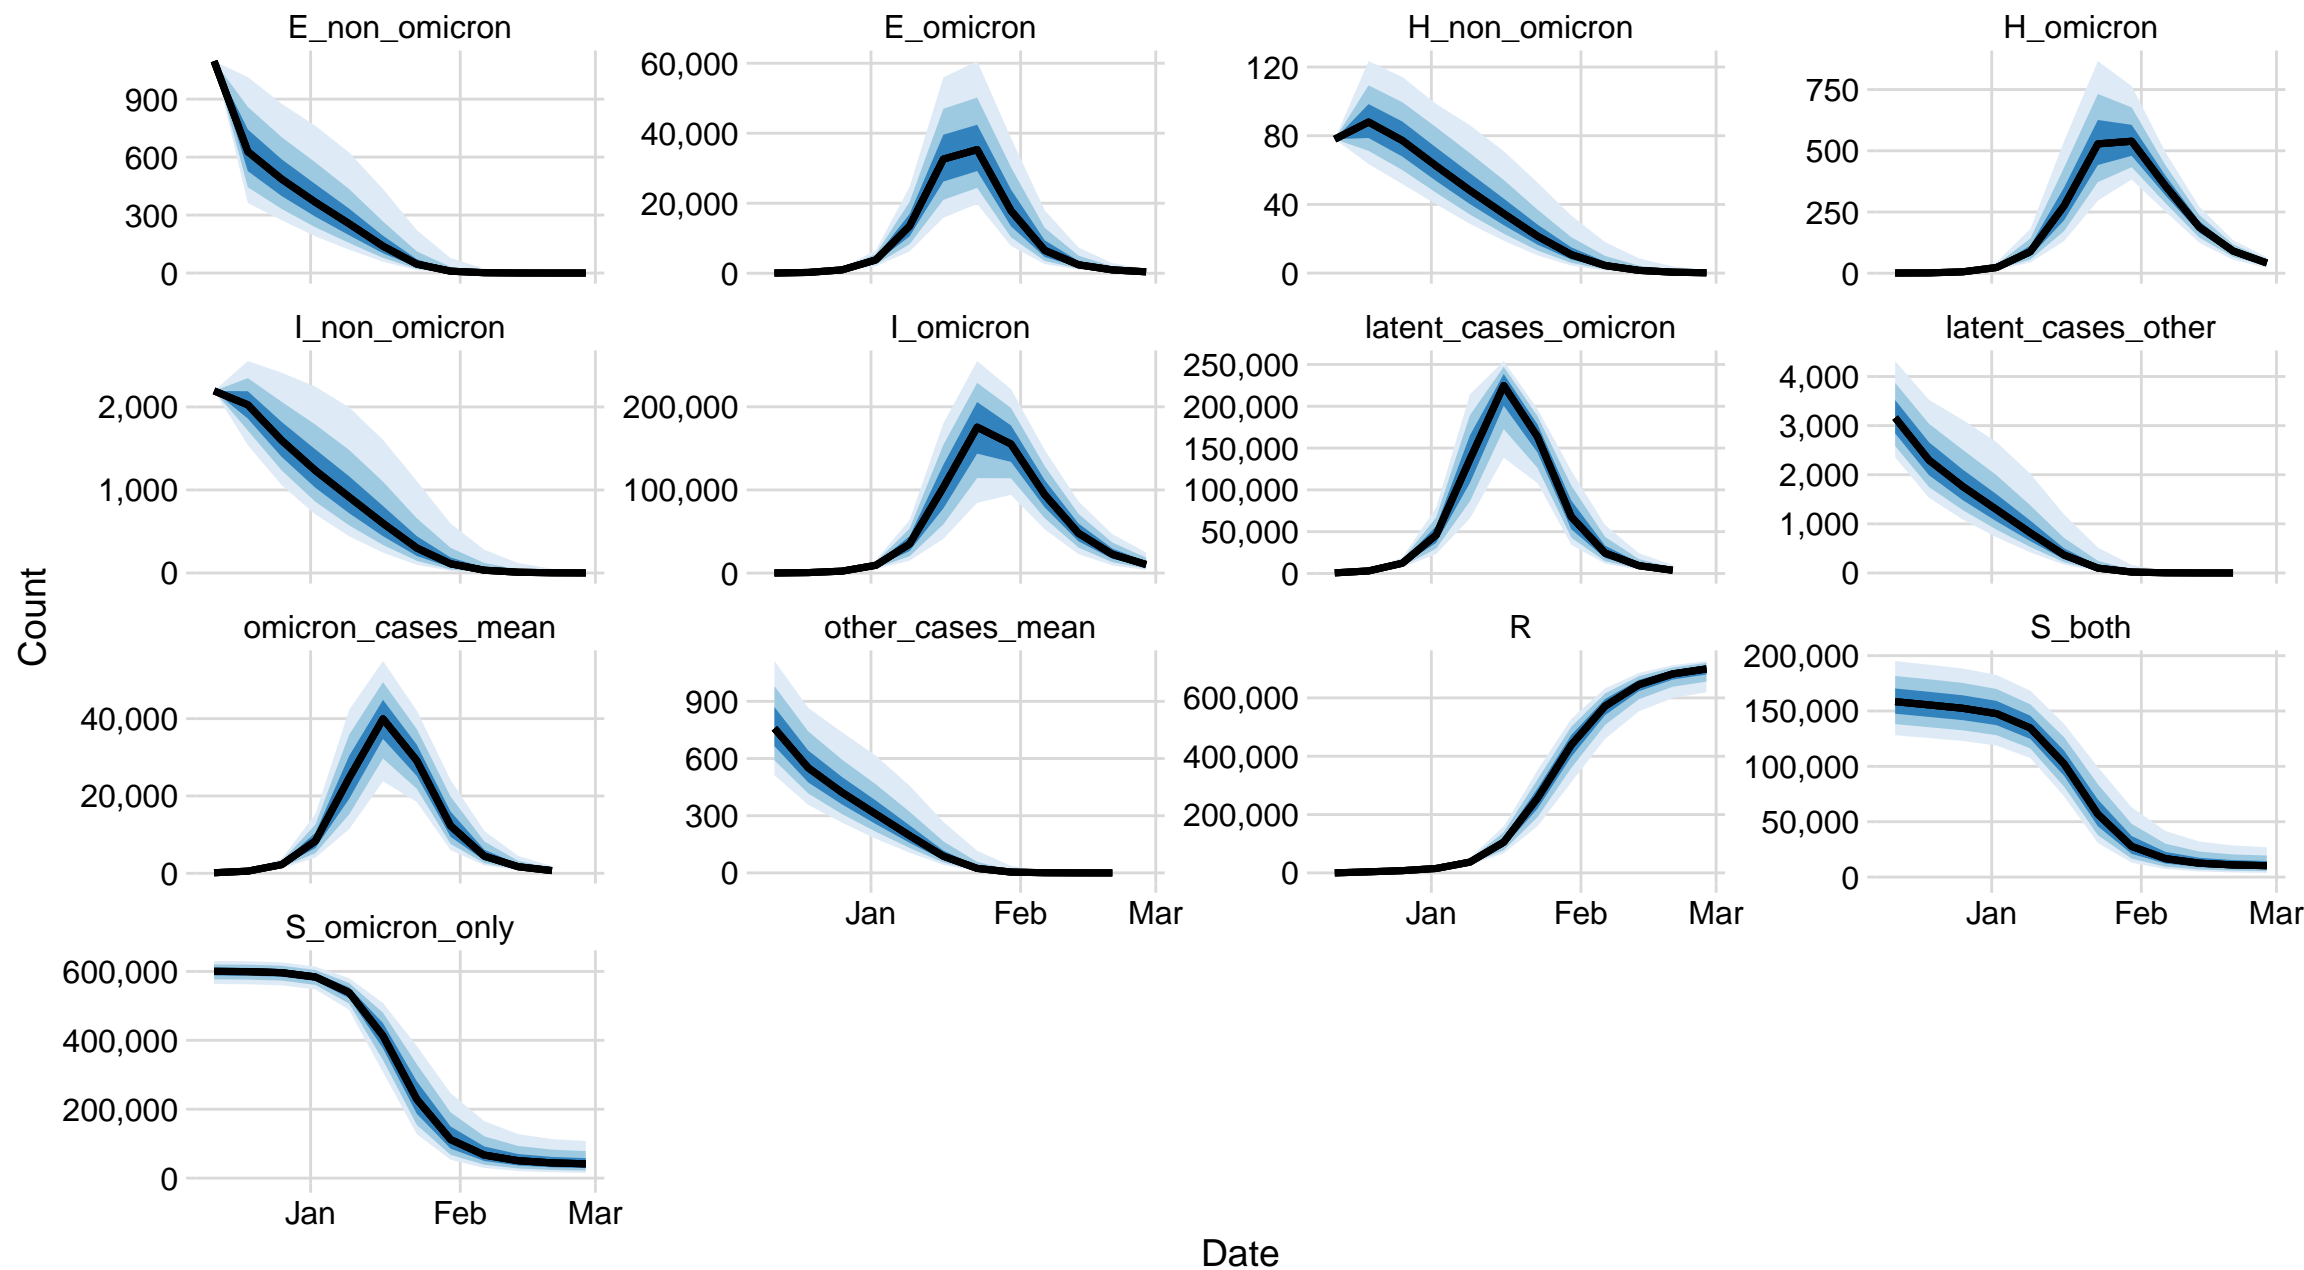 E_non_omicron
900
600
300
0
E_omicron
60,000
40,000
20,000
0
H_non_omicron
120
80
40
0
H_omicron
750
500
250
0
I_non_omicron
2,000
1,000
0
I_omicron
200,000
100,000
0
latent_cases_omicron
250,000
200,000
150,000
100,000
50,000
0
latent_cases_other
4,000
3,000
2,000
1,000
0
omicron_cases_mean
40,000
20,000
0
other_cases_mean
900
600
300
0
Jan Feb Mar
R
600,000
400,000
200,000
0
Jan Feb Mar
S_both
200,000
150,000
100,000
50,000
0
Jan Feb Mar
S_omicron_only
600,000
400,000
200,000
0
Jan Feb Mar
Count
Date